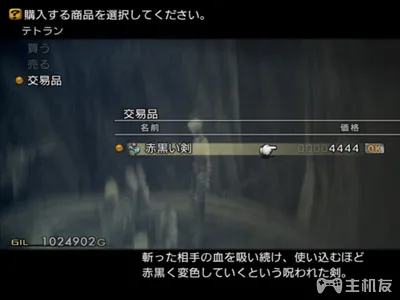 購入する商品を選択してください。
テトラン
買う
売る
交易品
交易品
名前 価格
赤黒い剣 00004444 OK
GIL 1024902G
斬った相手の血を吸い続け、使い込むほど
赤黒く変色していくという呪われた剣。
主机友